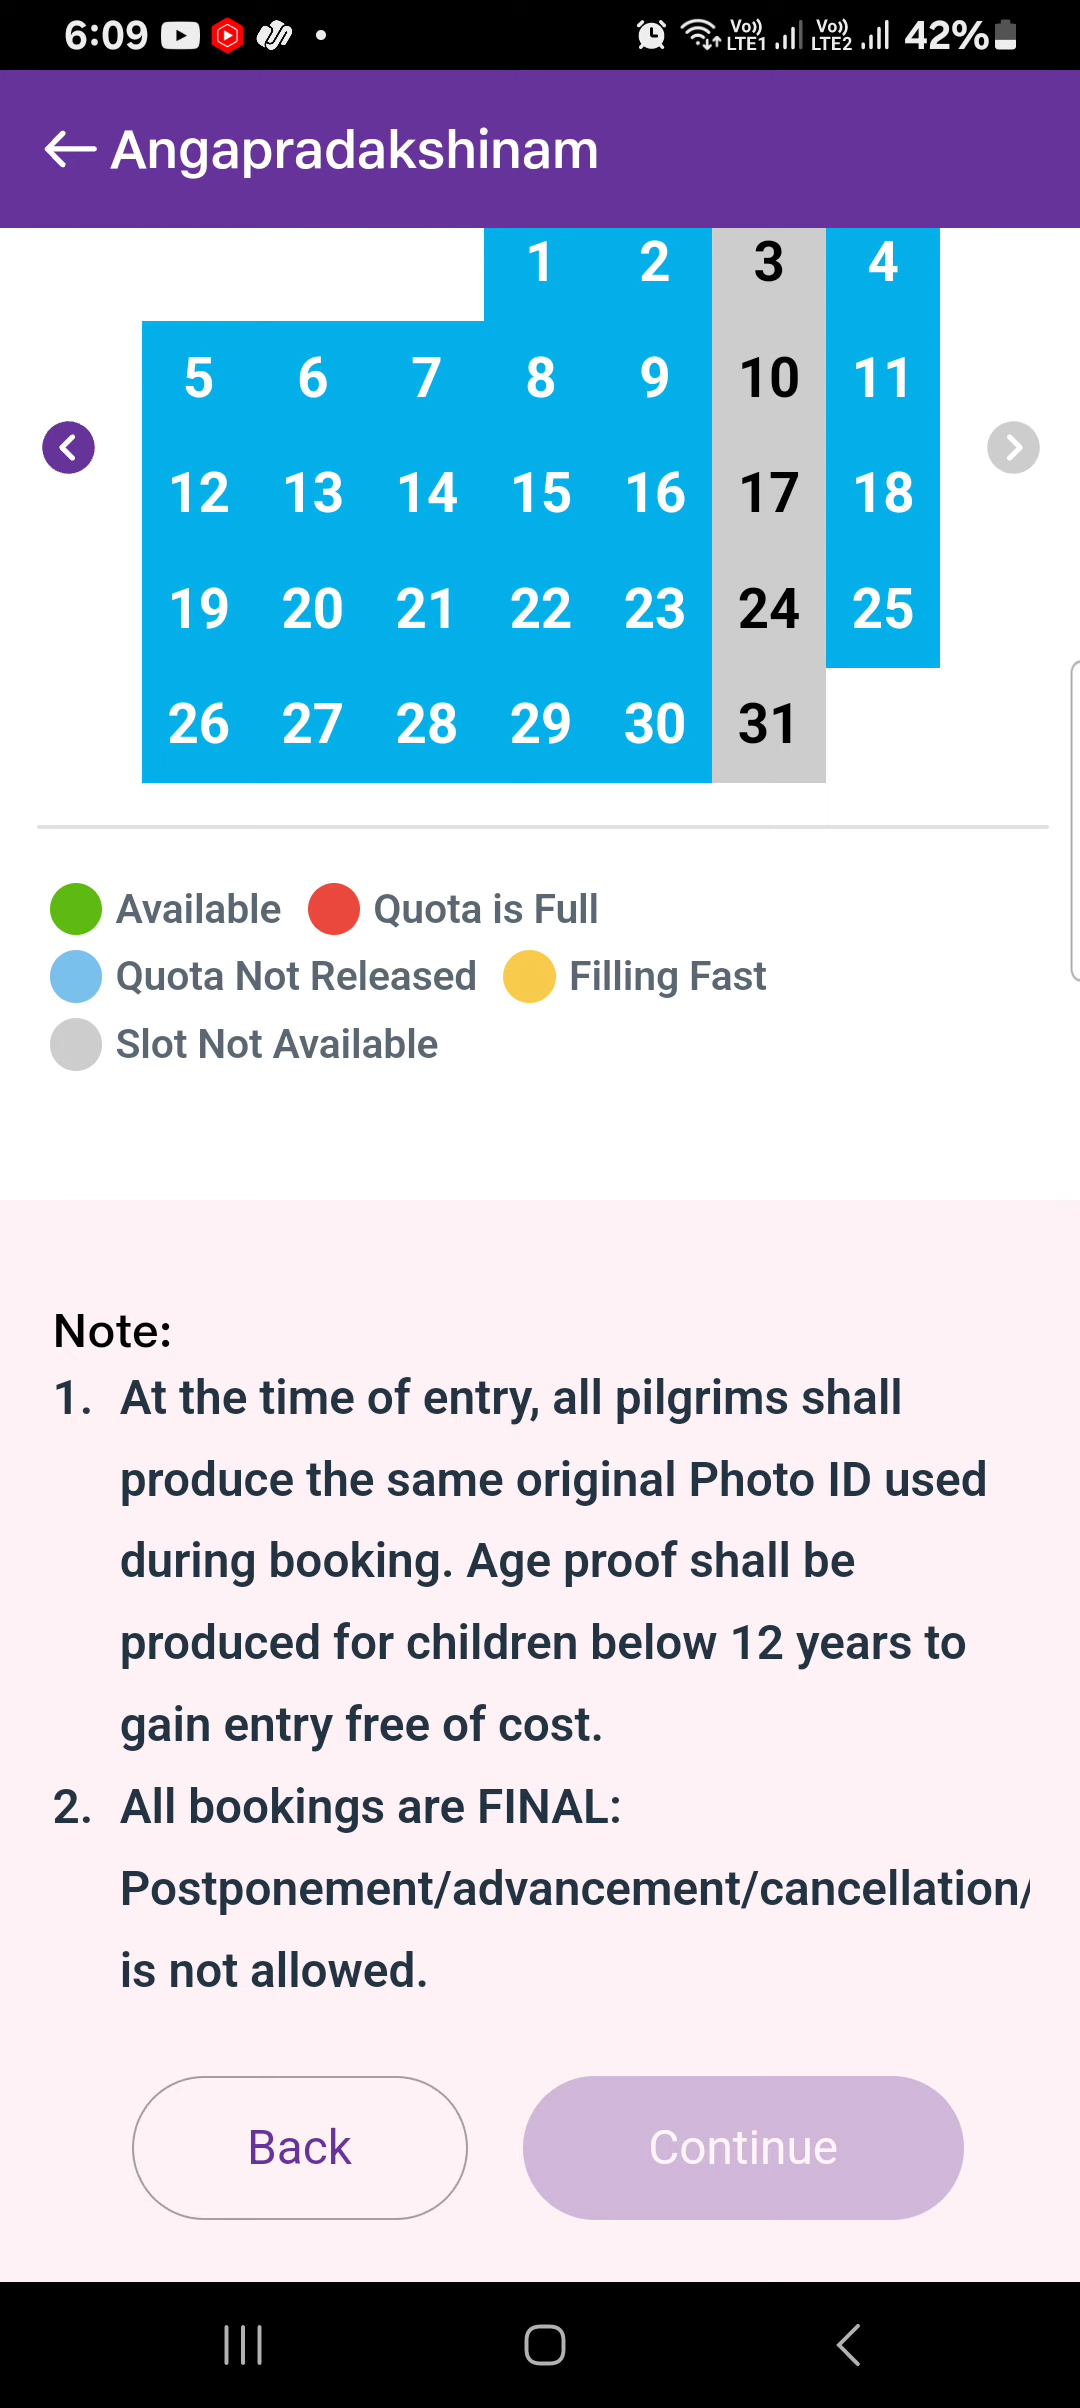 6:09 Vo)) LTE1 Vo)) LTE2 42%
Angapradakshinam
1 2 3 4
5 6 7 8 9 10 11
12 13 14 15 16 17 18
19 20 21 22 23 24 25
26 27 28 29 30 31
Available Quota is Full
Quota Not Released Filling Fast
Slot Not Available
Note:
1. At the time of entry, all pilgrims shall
produce the same original Photo ID used
during booking. Age proof shall be
produced for children below 12 years to
gain entry free of cost.
2. All bookings are FINAL:
Postponement/advancement/cancellation/
is not allowed.
Back Continue